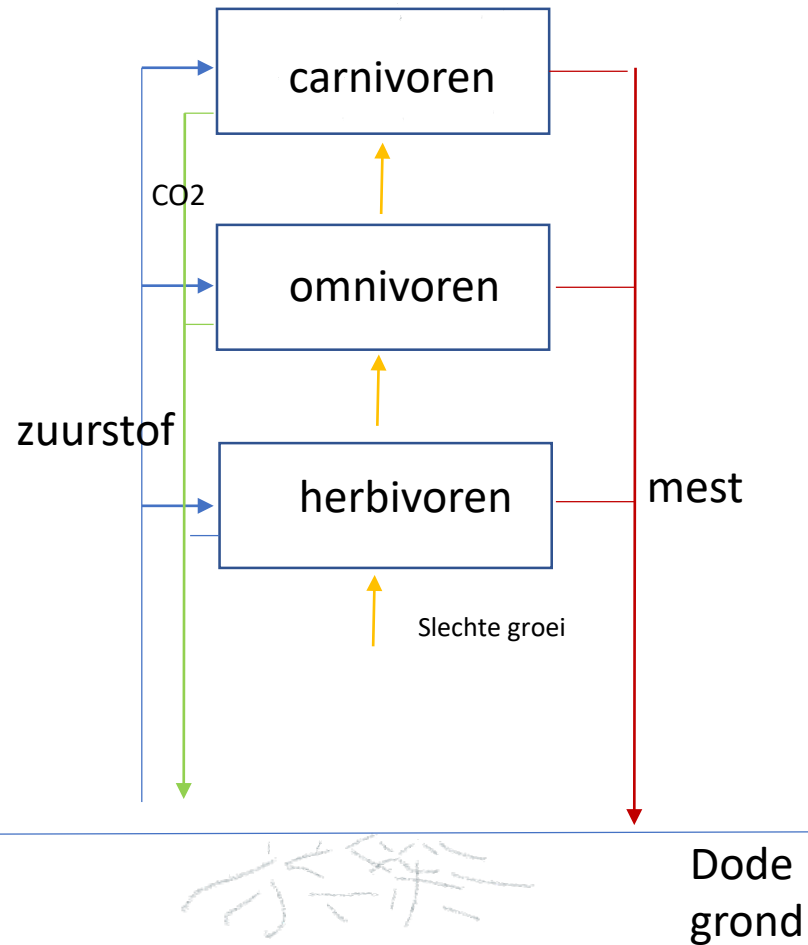 carnivoren
CO2
omnivoren
zuurstof
herbivoren
mest
Slechte groei
Dode
grond